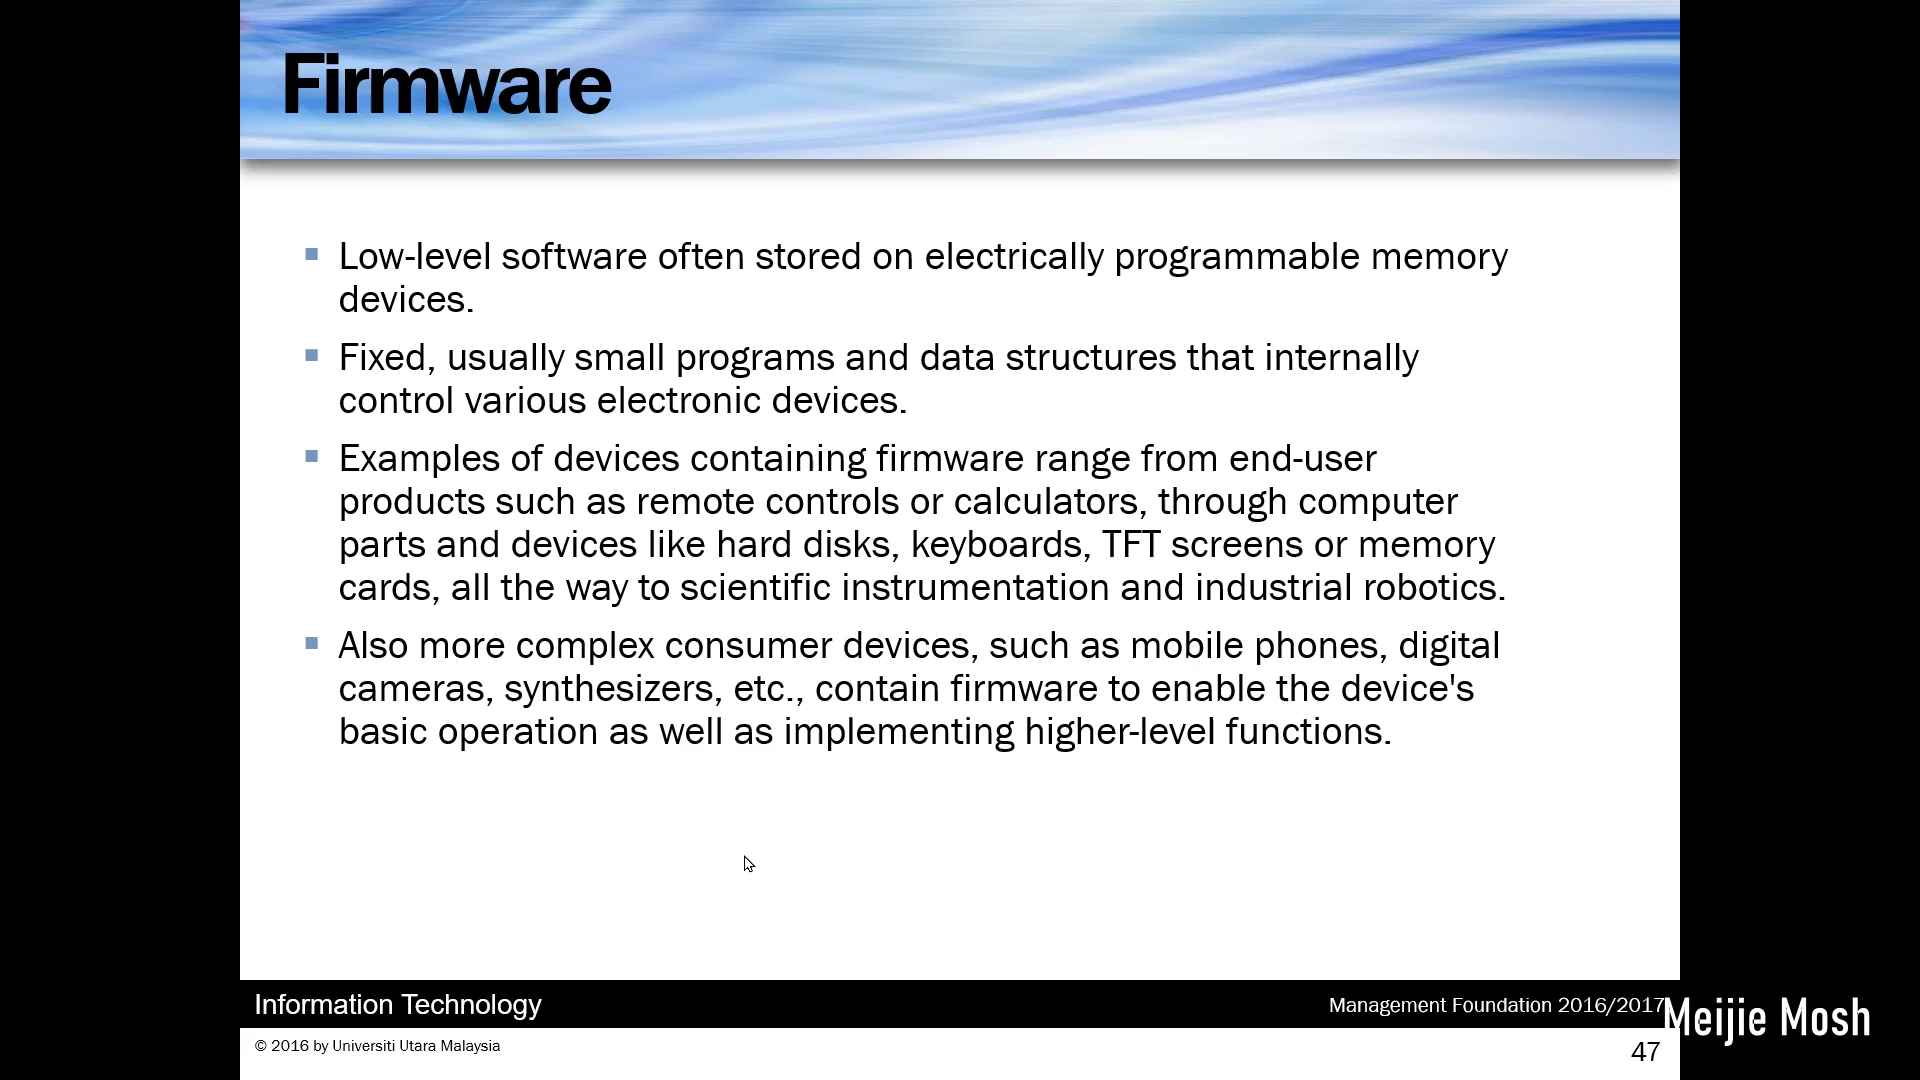 Firmware
Low-level software often stored on electrically programmable memory
devices.
Fixed, usually small programs and data structures that internally
control various electronic devices.
Examples of devices containing firmware range from end-user
products such as remote controls or calculators, through computer
parts and devices like hard disks, keyboards, TFT screens or memory
cards, all the way to scientific instrumentation and industrial robotics.
Also more complex consumer devices, such as mobile phones, digital
cameras, synthesizers, etc., contain firmware to enable the device's
basic operation as well as implementing higher-level functions.
Information Technology
Management Foundation 2016/2017
Meijie Mosh
© 2016 by Universiti Utara Malaysia
47